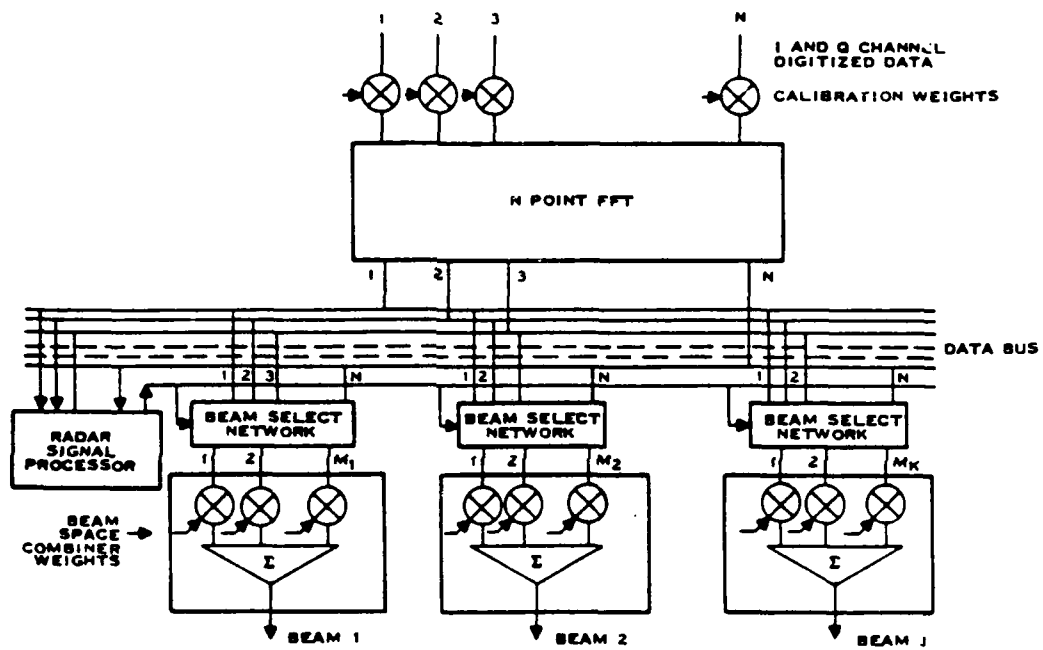 1 2 3 N
I AND Q CHANNEL
DIGITIZED DATA
CALIBRATION WEIGHTS
N POINT FFT
1 2 3 N
DATA BUS
1 2 3 N
1 2 N
1 2 N
RADAR
SIGNAL
PROCESSOR
BEAM SELECT
NETWORK
BEAM SELECT
NETWORK
BEAM SELECT
NETWORK
1 2 M1
1 2 M2
1 2 MK
BEAM
SPACE
COMBINER
WEIGHTS
Σ
Σ
Σ
BEAM 1
BEAM 2
BEAM J